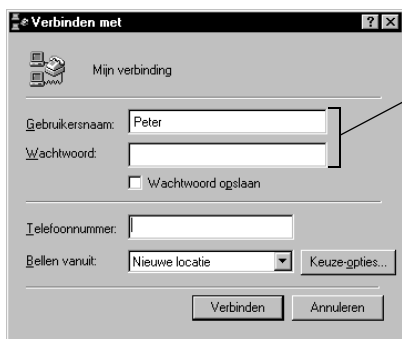 Verbinden met
Mijn verbinding
Gebruikersnaam: Peter
Wachtwoord:
Wachtwoord opslaan
Telefoonnummer:
Bellen vanuit: Nieuwe locatie Keuze-opties...
Verbinden Annuleren